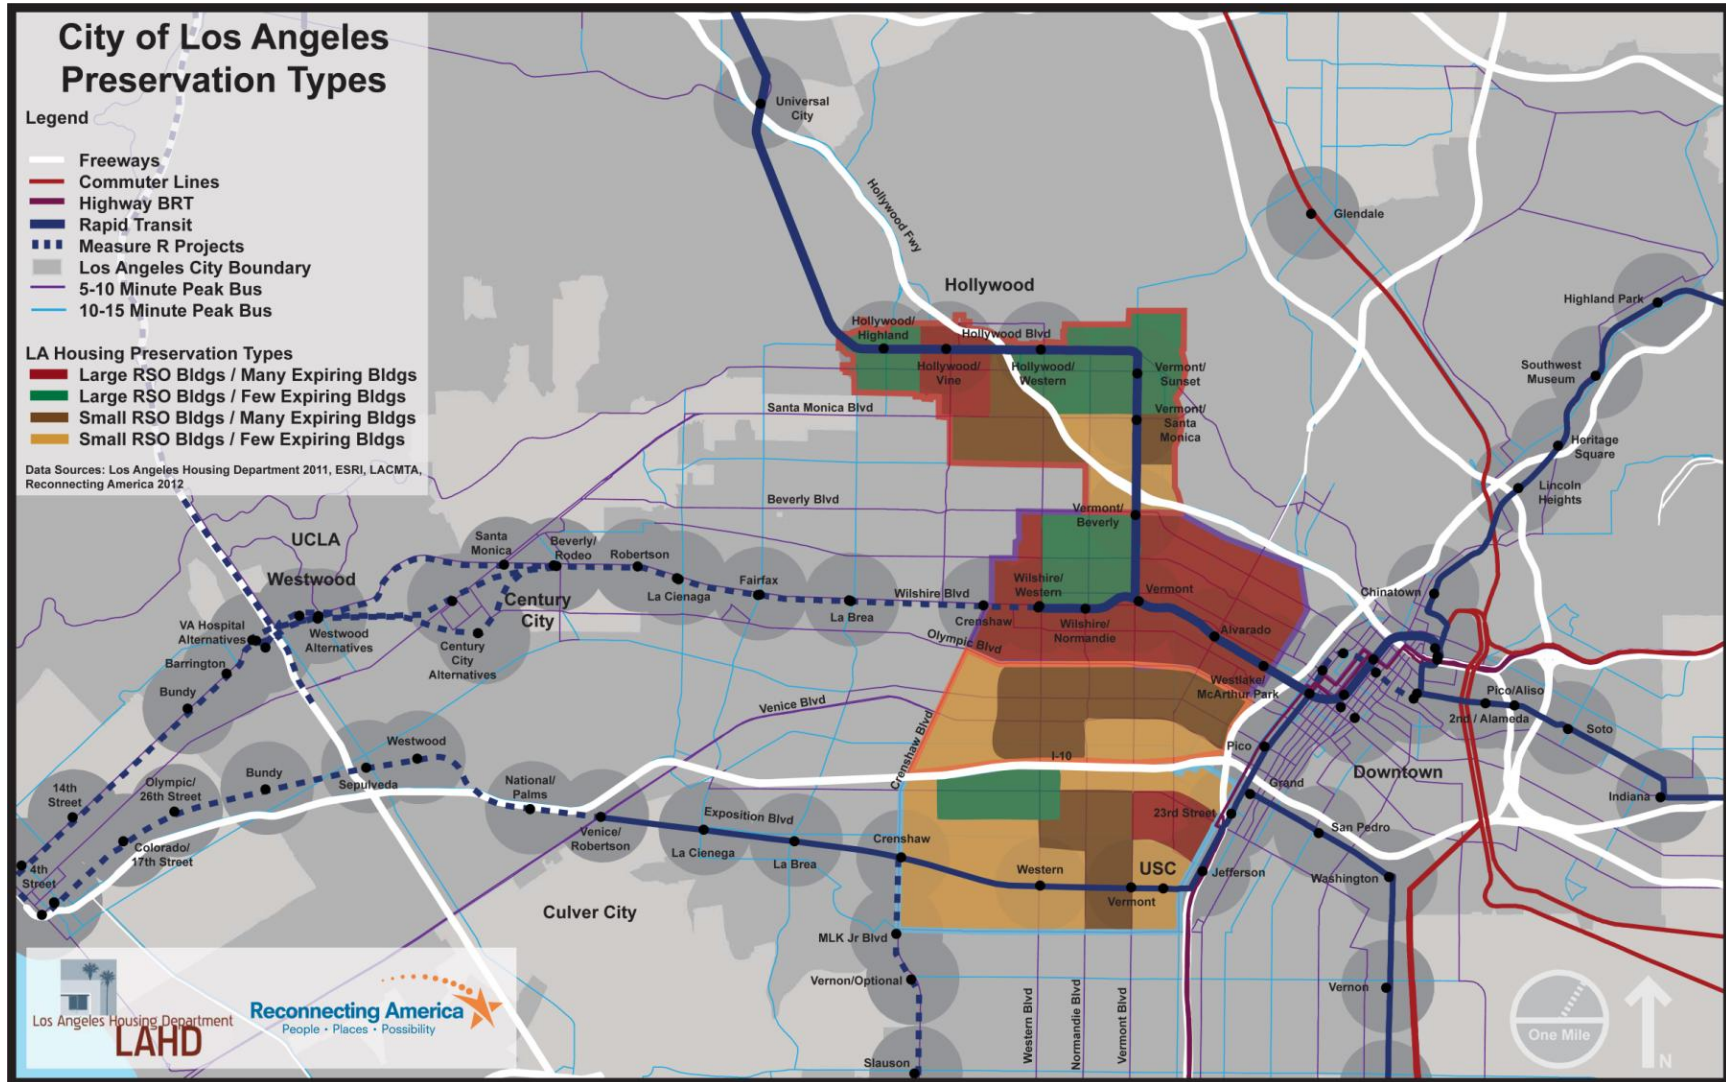 City of Los Angeles
Preservation Types
Legend
Freeways
Commuter Lines
Highway BRT
Rapid Transit
Measure R Projects
Los Angeles City Boundary
5-10 Minute Peak Bus
10-15 Minute Peak Bus
LA Housing Preservation Types
Large RSO Bldgs / Many Expiring Bldgs
Large RSO Bldgs / Few Expiring Bldgs
Small RSO Bldgs / Many Expiring Bldgs
Small RSO Bldgs / Few Expiring Bldgs
Data Sources: Los Angeles Housing Department 2011, ESRI, LACMTA,
Reconnecting America 2012
Universal
City
Hollywood Fwy
Glendale
Hollywood
Highland Park
Hollywood/
Highland
Hollywood Blvd
Hollywood/
Vine
Hollywood/
Western
Vermont/
Sunset
Southwest
Museum
Santa Monica Blvd
Vermont/
Santa
Monica
Heritage
Square
Lincoln
Heights
Beverly Blvd
Vermont/
Beverly
UCLA
Westwood
Santa
Monica
Beverly/
Rodeo
Robertson
La Cienaga
Fairfax
La Brea
Wilshire Blvd
Crenshaw
Wilshire/
Western
Wilshire/
Normandie
Vermont
Alvarado
Chinatown
Century
City
VA Hospital
Alternatives
Westwood
Alternatives
Century
City
Alternatives
Olympic Blvd
Barrington
Bundy
Westlake/
McArthur Park
Pico/Aliso
2nd / Alameda
Soto
Venice Blvd
Crenshaw Blvd
Pico
I-10
Downtown
Westwood
Bundy
Sepulveda
Olympic/
26th Street
14th
Street
National/
Palms
Grand
Indiana
23rd Street
Exposition Blvd
Venice/
Robertson
La Cienega
La Brea
Crenshaw
San Pedro
Colorado/
17th Street
4th
Street
Western
USC
Vermont
Jefferson
Washington
Culver City
MLK Jr Blvd
Vernon/Optional
Slauson
Western Blvd
Normandie Blvd
Vermont Blvd
Vernon
Los Angeles Housing Department
LAHD
Reconnecting America
People • Places • Possibility
One Mile
N